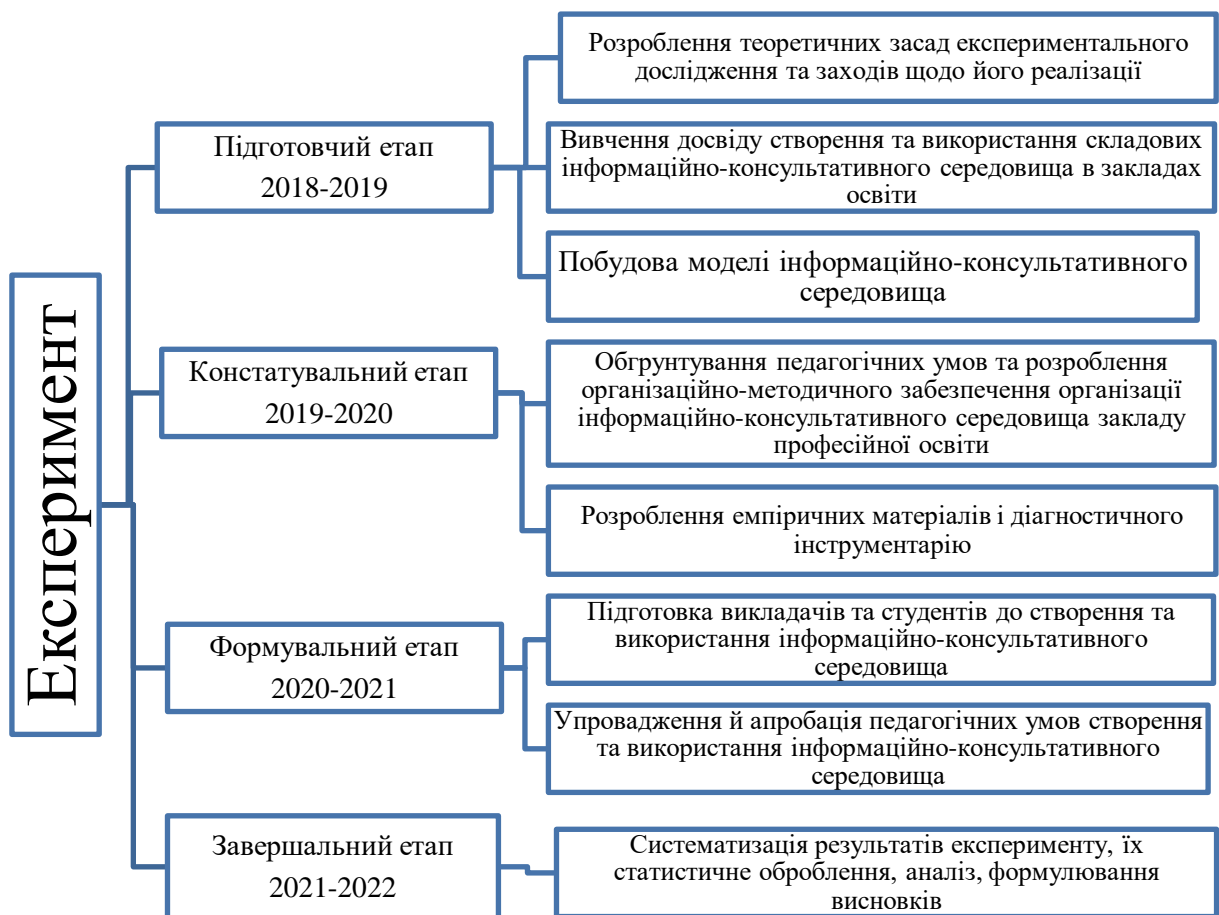 Експеримент
Підготовчий етап
2018-2019
Розроблення теоретичних засад експериментального
дослідження та заходів щодо його реалізації
Вивчення досвіду створення та використання складових
інформаційно-консультативного середовища в закладах
освіти
Побудова моделі інформаційно-консультативного
середовища
Констатувальний етап
2019-2020
Обгрунтування педагогічних умов та розроблення
організаційно-методичного забезпечення організації
інформаційно-консультативного середовища закладу
професійної освіти
Розроблення емпіричних матеріалів і діагностичного
інструментарію
Формувальний етап
2020-2021
Підготовка викладачів та студентів до створення та
використання інформаційно-консультативного
середовища
Упровадження й апробація педагогічних умов створення
та використання інформаційно-консультативного
середовища
Завершальний етап
2021-2022
Систематизація результатів експерименту, їх
статистичне оброблення, аналіз, формулювання
висновків